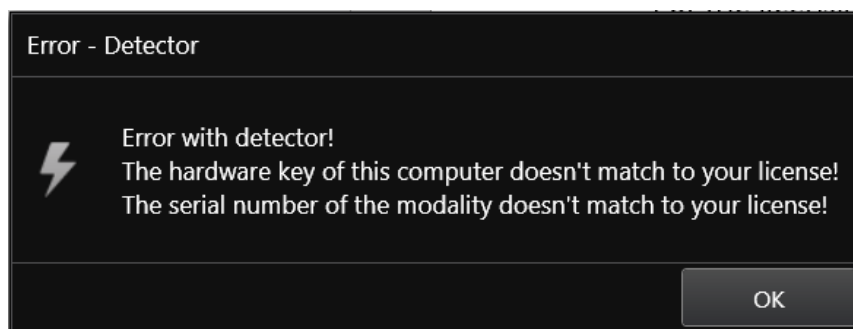 Error - Detector
Error with detector!
The hardware key of this computer doesn't match to your license!
The serial number of the modality doesn't match to your license!
OK